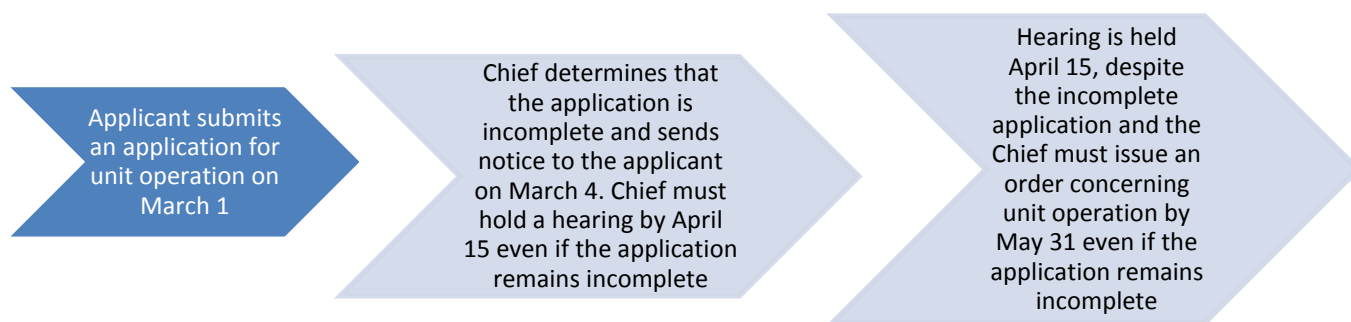 Applicant submits
an application for
unit operation on
March 1
Chief determines that
the application is
incomplete and sends
notice to the applicant
on March 4. Chief must
hold a hearing by April
15 even if the application
remains incomplete
Hearing is held
April 15, despite
the incomplete
application and the
Chief must issue an
order concerning
unit operation by
May 31 even if the
application remains
incomplete